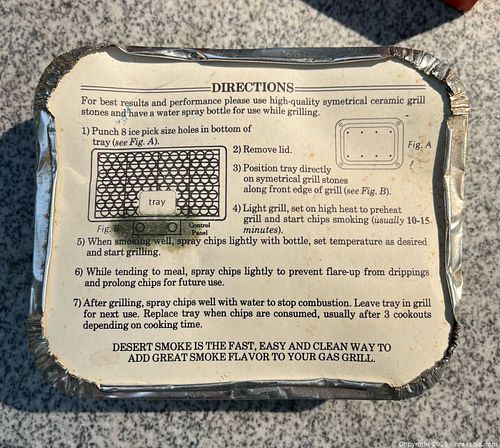 DIRECTIONS
For best results and performance please use high-quality symetrical ceramic grill
stones and have a water spray bottle for use while grilling.
1) Punch 8 ice pick size holes in bottom of
tray (see Fig. A).
Fig. A
2) Remove lid.
3) Position tray directly
on symetrical grill stones
along front edge of grill (see Fig. B).
tray
Fig. B
Control
Panel
4) Light grill, set on high heat to preheat
grill and start chips smoking (usually 10-15
minutes).
5) When smoking well, spray chips lightly with bottle, set temperature as desired
and start grilling.
6) While tending to meal, spray chips lightly to prevent flare-up from drippings
and prolong chips for future use.
7) After grilling, spray chips well with water to stop combustion. Leave tray in grill
for next use. Replace tray when chips are consumed, usually after 3 cookouts
depending on cooking time.
DESERT SMOKE IS THE FAST, EASY AND CLEAN WAY TO
ADD GREAT SMOKE FLAVOR TO YOUR GAS GRILL.